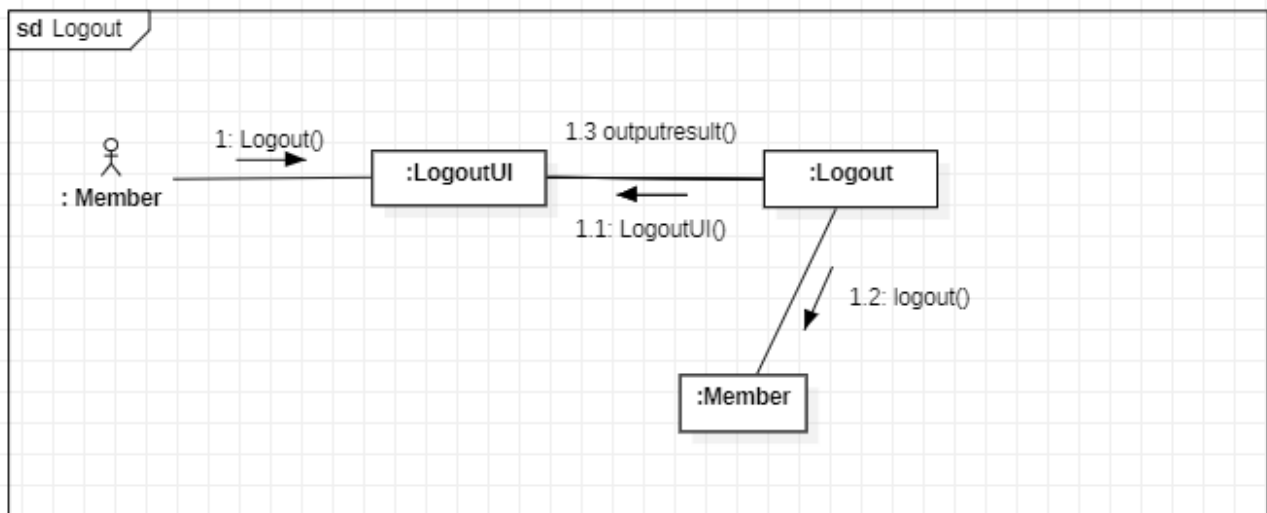 sd Logout
1: Logout()
1.3 outputresult()
: Member
:LogoutUI
:Logout
1.1: LogoutUI()
1.2: logout()
:Member